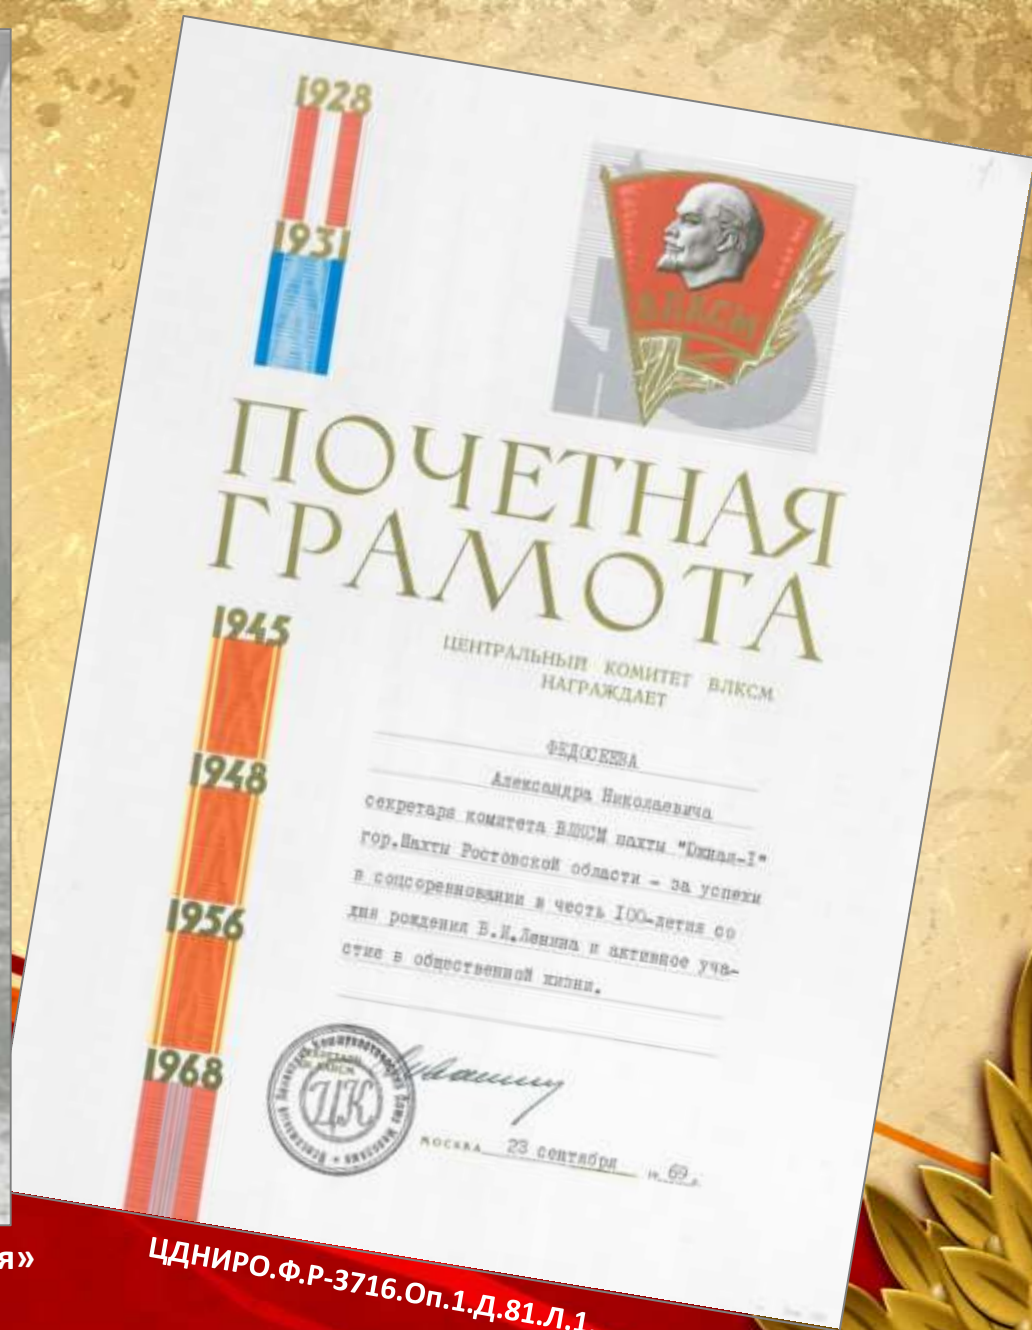 1928
1931
ВЛКСМ
ПОЧЕТНАЯ
ГРАМОТА
1945
ЦЕНТРАЛЬНЫЙ КОМИТЕТ ВЛКСМ
НАГРАЖДАЕТ
ФЕДОСЕЕВА
Александра Николаевича
секретаря комитета ВЛКСМ шахты "Южная-I"
гор.Шахты Ростовской области - за успехи
в соцсоревновании в честь 100-летия со
дня рождения В.И.Ленина и активное уча-
стие в общественной жизни.
1948
1956
1968
ЦК
МОСКВА 23 сентября 19 69 г.
я»
ЦДНИРО.Ф.Р-3716.Оп.1.Д.81.Л.1.